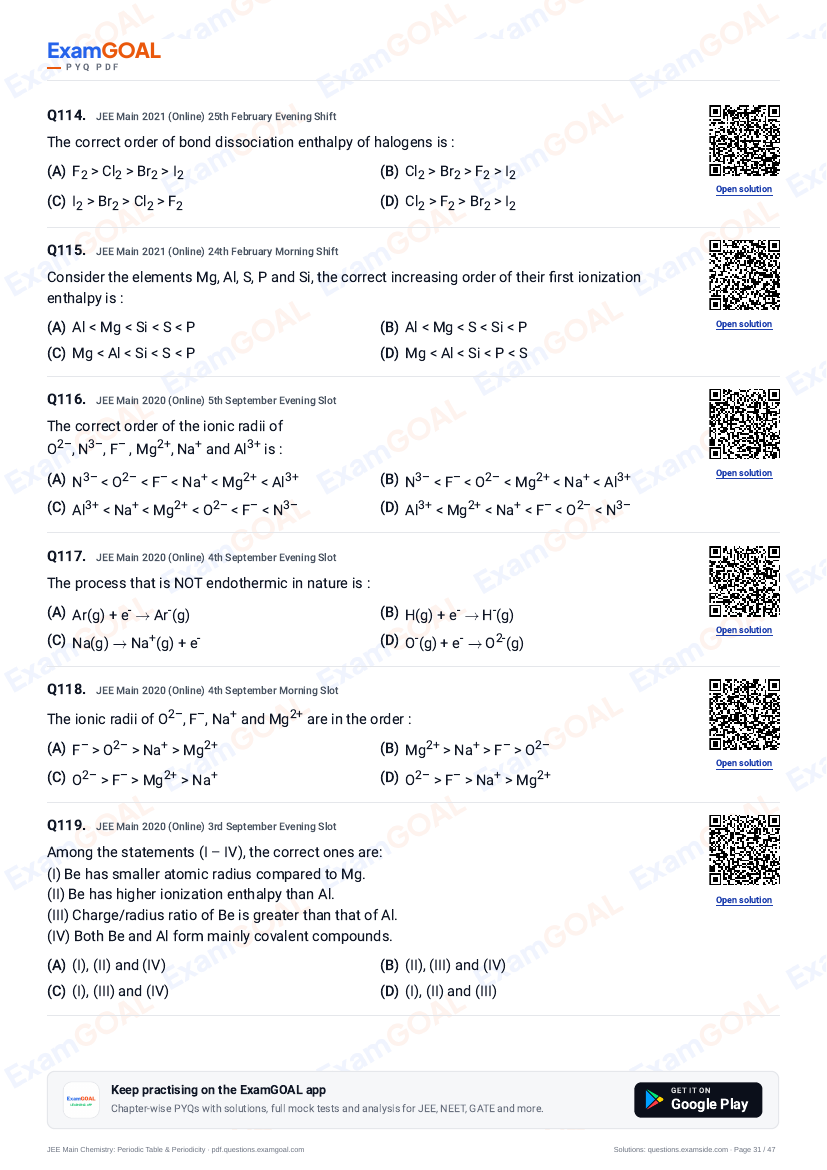 ExamGOAL
PYQ PDF
Q114. JEE Main 2021 (Online) 25th February Evening Shift
The correct order of bond dissociation enthalpy of halogens is :
(A) F₂ > Cl₂ > Br₂ > I₂
(B) Cl₂ > Br₂ > F₂ > I₂
(C) I₂ > Br₂ > Cl₂ > F₂
(D) Cl₂ > F₂ > Br₂ > I₂
Open solution
Q115. JEE Main 2021 (Online) 24th February Morning Shift
Consider the elements Mg, Al, S, P and Si, the correct increasing order of their first ionization
enthalpy is :
(A) Al < Mg < Si < S < P
(B) Al < Mg < S < Si < P
(C) Mg < Al < Si < S < P
(D) Mg < Al < Si < P < S
Open solution
Q116. JEE Main 2020 (Online) 5th September Evening Slot
The correct order of the ionic radii of
O²⁻, N³⁻, F⁻ , Mg²⁺, Na⁺ and Al³⁺ is :
(A) N³⁻ < O²⁻ < F⁻ < Na⁺ < Mg²⁺ < Al³⁺
(B) N³⁻ < F⁻ < O²⁻ < Mg²⁺ < Na⁺ < Al³⁺
(C) Al³⁺ < Na⁺ < Mg²⁺ < O²⁻ < F⁻ < N³⁻
(D) Al³⁺ < Mg²⁺ < Na⁺ < F⁻ < O²⁻ < N³⁻
Open solution
Q117. JEE Main 2020 (Online) 4th September Evening Slot
The process that is NOT endothermic in nature is :
(A) Ar(g) + e⁻ → Ar⁻(g)
(B) H(g) + e⁻ → H⁻(g)
(C) Na(g) → Na⁺(g) + e⁻
(D) O⁻(g) + e⁻ → O²⁻(g)
Open solution
Q118. JEE Main 2020 (Online) 4th September Morning Slot
The ionic radii of O²⁻, F⁻, Na⁺ and Mg²⁺ are in the order :
(A) F⁻ > O²⁻ > Na⁺ > Mg²⁺
(B) Mg²⁺ > Na⁺ > F⁻ > O²⁻
(C) O²⁻ > F⁻ > Mg²⁺ > Na⁺
(D) O²⁻ > F⁻ > Na⁺ > Mg²⁺
Open solution
Q119. JEE Main 2020 (Online) 3rd September Evening Slot
Among the statements (I – IV), the correct ones are:
(I) Be has smaller atomic radius compared to Mg.
(II) Be has higher ionization enthalpy than Al.
(III) Charge/radius ratio of Be is greater than that of Al.
(IV) Both Be and Al form mainly covalent compounds.
(A) (I), (II) and (IV)
(B) (II), (III) and (IV)
(C) (I), (III) and (IV)
(D) (I), (II) and (III)
Open solution
ExamGOAL
Keep practising on the ExamGOAL app
Chapter-wise PYQs with solutions, full mock tests and analysis for JEE, NEET, GATE and more.
GET IT ON
Google Play
JEE Main Chemistry: Periodic Table & Periodicity · pdf.questions.examgoal.com
Solutions: questions.examside.com · Page 31 / 47